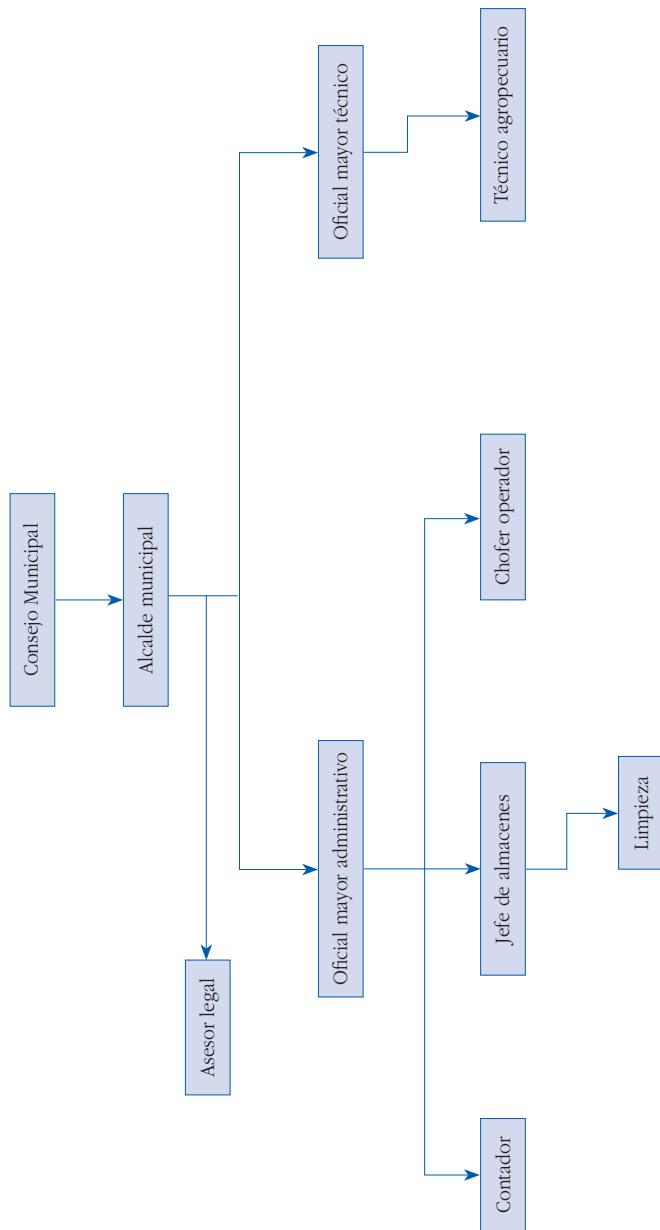 Consejo Municipal
Alcalde municipal
Asesor legal
Oficial mayor administrativo
Oficial mayor técnico
Contador
Jefe de almacenes
Chofer operador
Técnico agropecuario
Limpieza